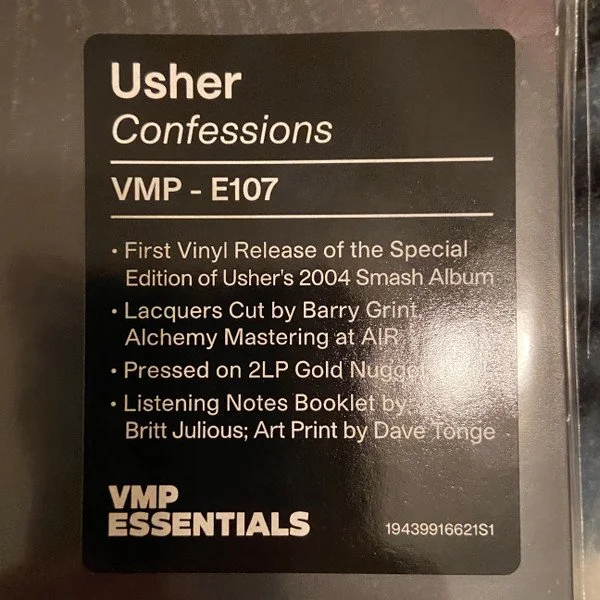 Usher
Confessions
VMP - E107
• First Vinyl Release of the Special
Edition of Usher's 2004 Smash Album
• Lacquers Cut by Barry Grint,
Alchemy Mastering at AIR
• Pressed on 2LP Gold Nugget
• Listening Notes Booklet by
Britt Julious; Art Print by Dave Tonge
VMP
ESSENTIALS
19439916621S1